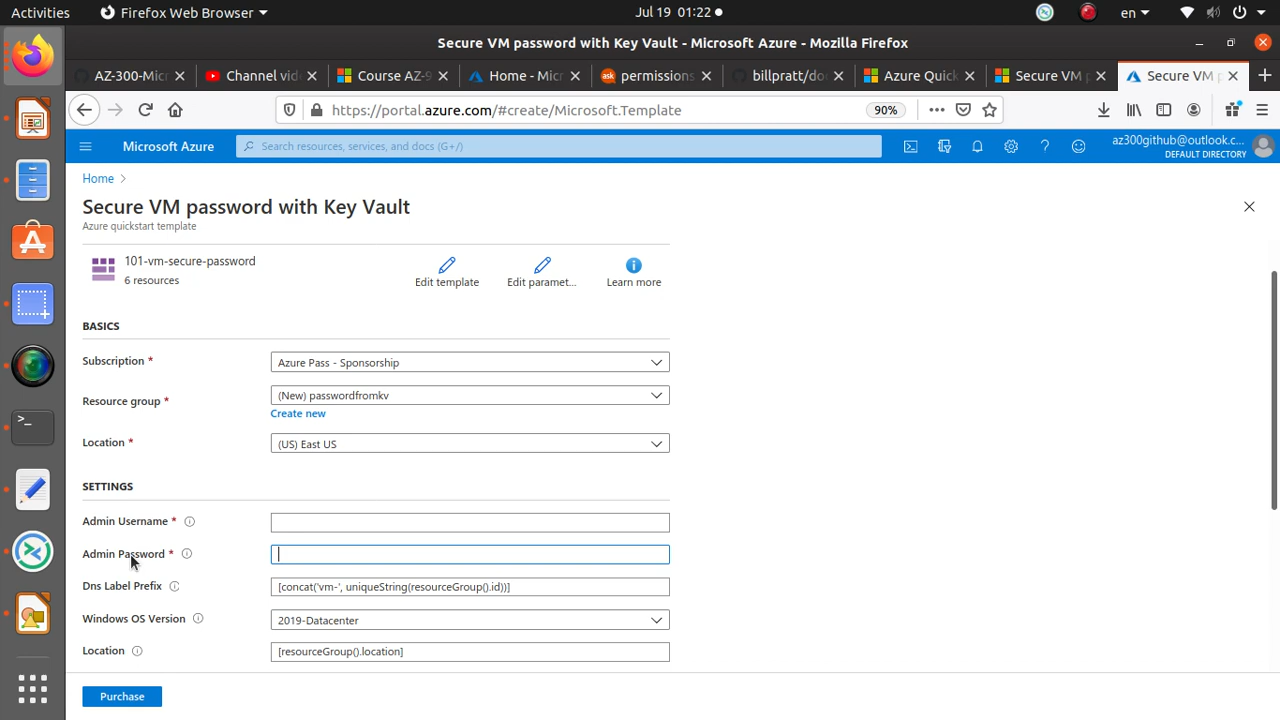 Activities
Firefox Web Browser
Jul 19 01:22
en
Secure VM password with Key Vault - Microsoft Azure - Mozilla Firefox
AZ-300-Mic
Channel vid
Course AZ-9
Home - Micr
ask
permissions
billpratt/do
Azure Quick
Secure VM p
Secure VM p
https://portal.azure.com/#create/Microsoft.Template
90%
Microsoft Azure
Search resources, services, and docs (G+/)
az300github@outlook.c...
DEFAULT DIRECTORY
Home
Secure VM password with Key Vault
Azure quickstart template
101-vm-secure-password
6 resources
Edit template
Edit paramet...
Learn more
BASICS
Subscription *
Azure Pass - Sponsorship
Resource group *
(New) passwordfromkv
Create new
Location *
(US) East US
SETTINGS
Admin Username *
Admin Password *
Dns Label Prefix
[concat('vm-', uniqueString(resourceGroup().id))]
Windows OS Version
2019-Datacenter
Location
[resourceGroup().location]
Purchase